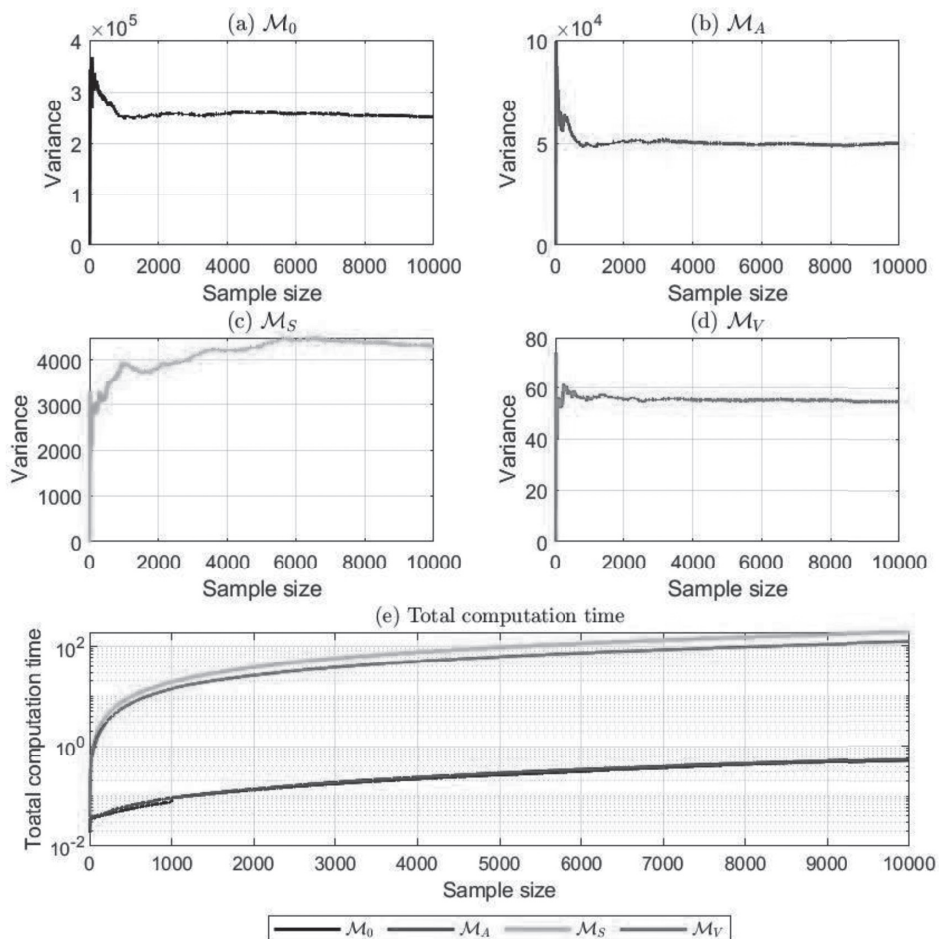 (a) M₀
×10⁵
4
3
2
1
0
Variance
0 2000 4000 6000 8000 10000
Sample size
(b) M_A
×10⁴
10
5
0
Variance
0 2000 4000 6000 8000 10000
Sample size
(c) M_S
4000
3000
2000
1000
0
Variance
0 2000 4000 6000 8000 10000
Sample size
(d) M_V
80
60
40
20
0
Variance
0 2000 4000 6000 8000 10000
Sample size
(e) Total computation time
10²
10⁰
10⁻²
Toatal computation time
0 1000 2000 3000 4000 5000 6000 7000 8000 9000 10000
Sample size
M₀ M_A M_S M_V